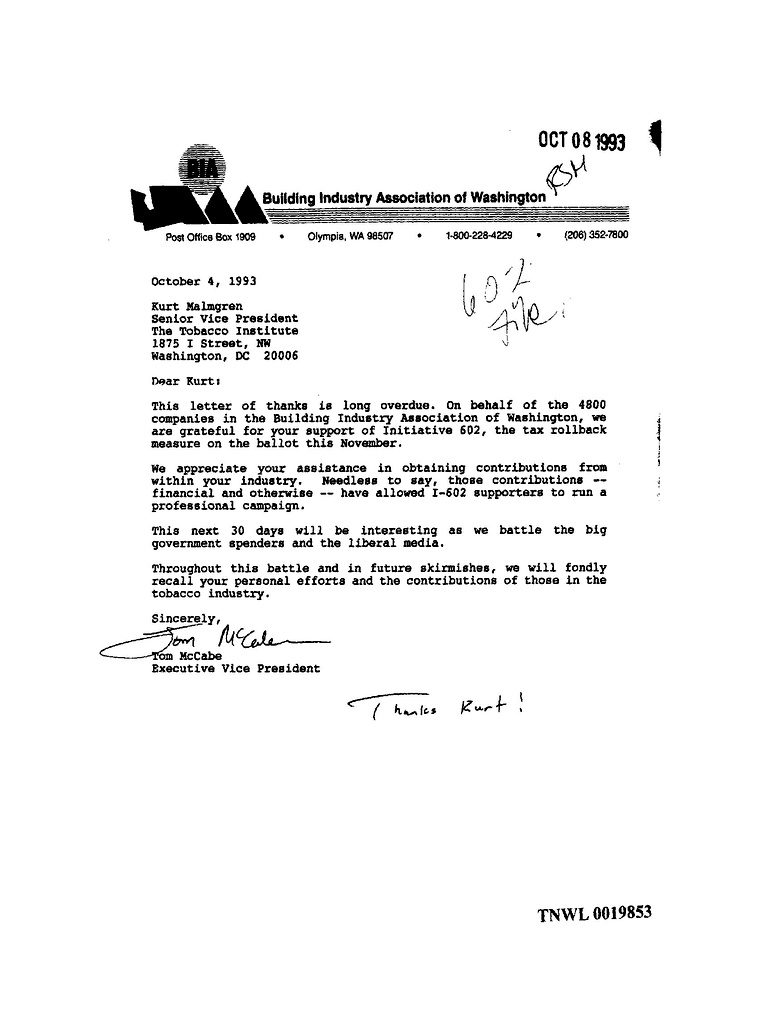 OCT 08 1993
RSM
BIA
Building Industry Association of Washington
Post Office Box 1909 • Olympia, WA 98507 • 1-800-228-4229 • (206) 352-7800
602
file
October 4, 1993
Kurt Malmgren
Senior Vice President
The Tobacco Institute
1875 I Street, NW
Washington, DC 20006
Dear Kurt:
This letter of thanks is long overdue. On behalf of the 4800
companies in the Building Industry Association of Washington, we
are grateful for your support of Initiative 602, the tax rollback
measure on the ballot this November.
We appreciate your assistance in obtaining contributions from
within your industry. Needless to say, those contributions --
financial and otherwise -- have allowed I-602 supporters to run a
professional campaign.
This next 30 days will be interesting as we battle the big
government spenders and the liberal media.
Throughout this battle and in future skirmishes, we will fondly
recall your personal efforts and the contributions of those in the
tobacco industry.
Sincerely,
Tom McCabe
Tom McCabe
Executive Vice President
Thanks Kurt!
TNWL 0019853